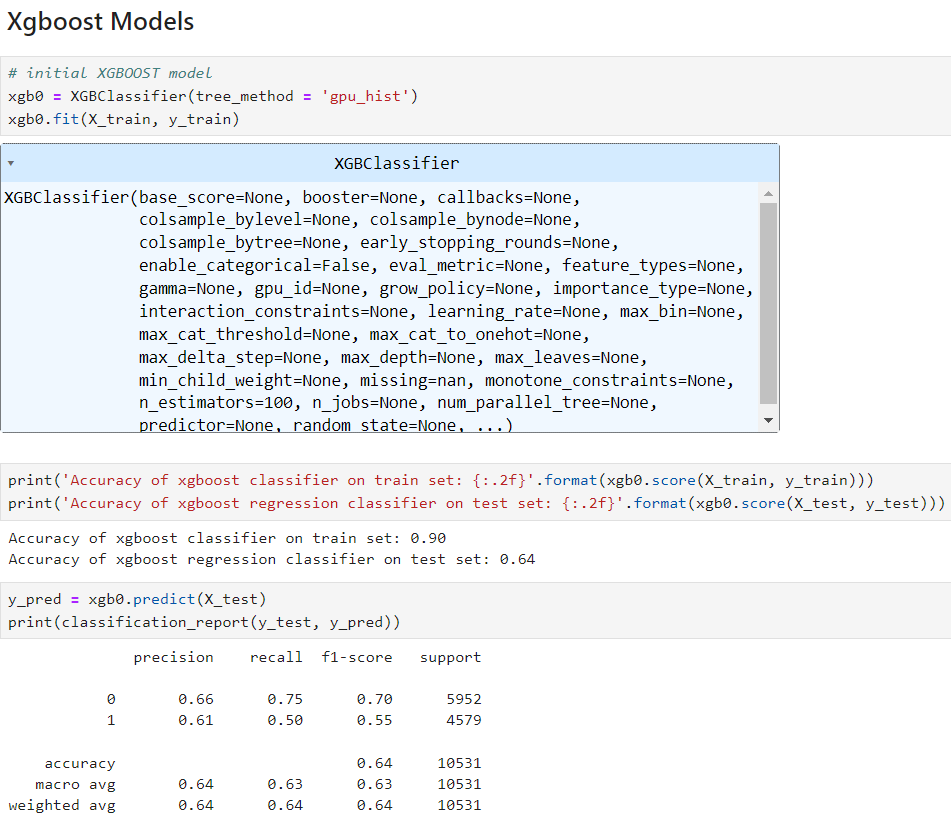 Xgboost Models
# initial XGBOOST model
xgb0 = XGBClassifier(tree_method = 'gpu_hist')
xgb0.fit(X_train, y_train)
XGBClassifier
XGBClassifier(base_score=None, booster=None, callbacks=None,
colsample_bylevel=None, colsample_bynode=None,
colsample_bytree=None, early_stopping_rounds=None,
enable_categorical=False, eval_metric=None, feature_types=None,
gamma=None, gpu_id=None, grow_policy=None, importance_type=None,
interaction_constraints=None, learning_rate=None, max_bin=None,
max_cat_threshold=None, max_cat_to_onehot=None,
max_delta_step=None, max_depth=None, max_leaves=None,
min_child_weight=None, missing=nan, monotone_constraints=None,
n_estimators=100, n_jobs=None, num_parallel_tree=None,
predictor=None, random_state=None, ...)
print('Accuracy of xgboost classifier on train set: {:.2f}'.format(xgb0.score(X_train, y_train)))
print('Accuracy of xgboost regression classifier on test set: {:.2f}'.format(xgb0.score(X_test, y_test)))
Accuracy of xgboost classifier on train set: 0.90
Accuracy of xgboost regression classifier on test set: 0.64
y_pred = xgb0.predict(X_test)
print(classification_report(y_test, y_pred))
precision recall f1-score support
0 0.66 0.75 0.70 5952
1 0.61 0.50 0.55 4579
accuracy 0.64 10531
macro avg 0.64 0.63 0.63 10531
weighted avg 0.64 0.64 0.64 10531